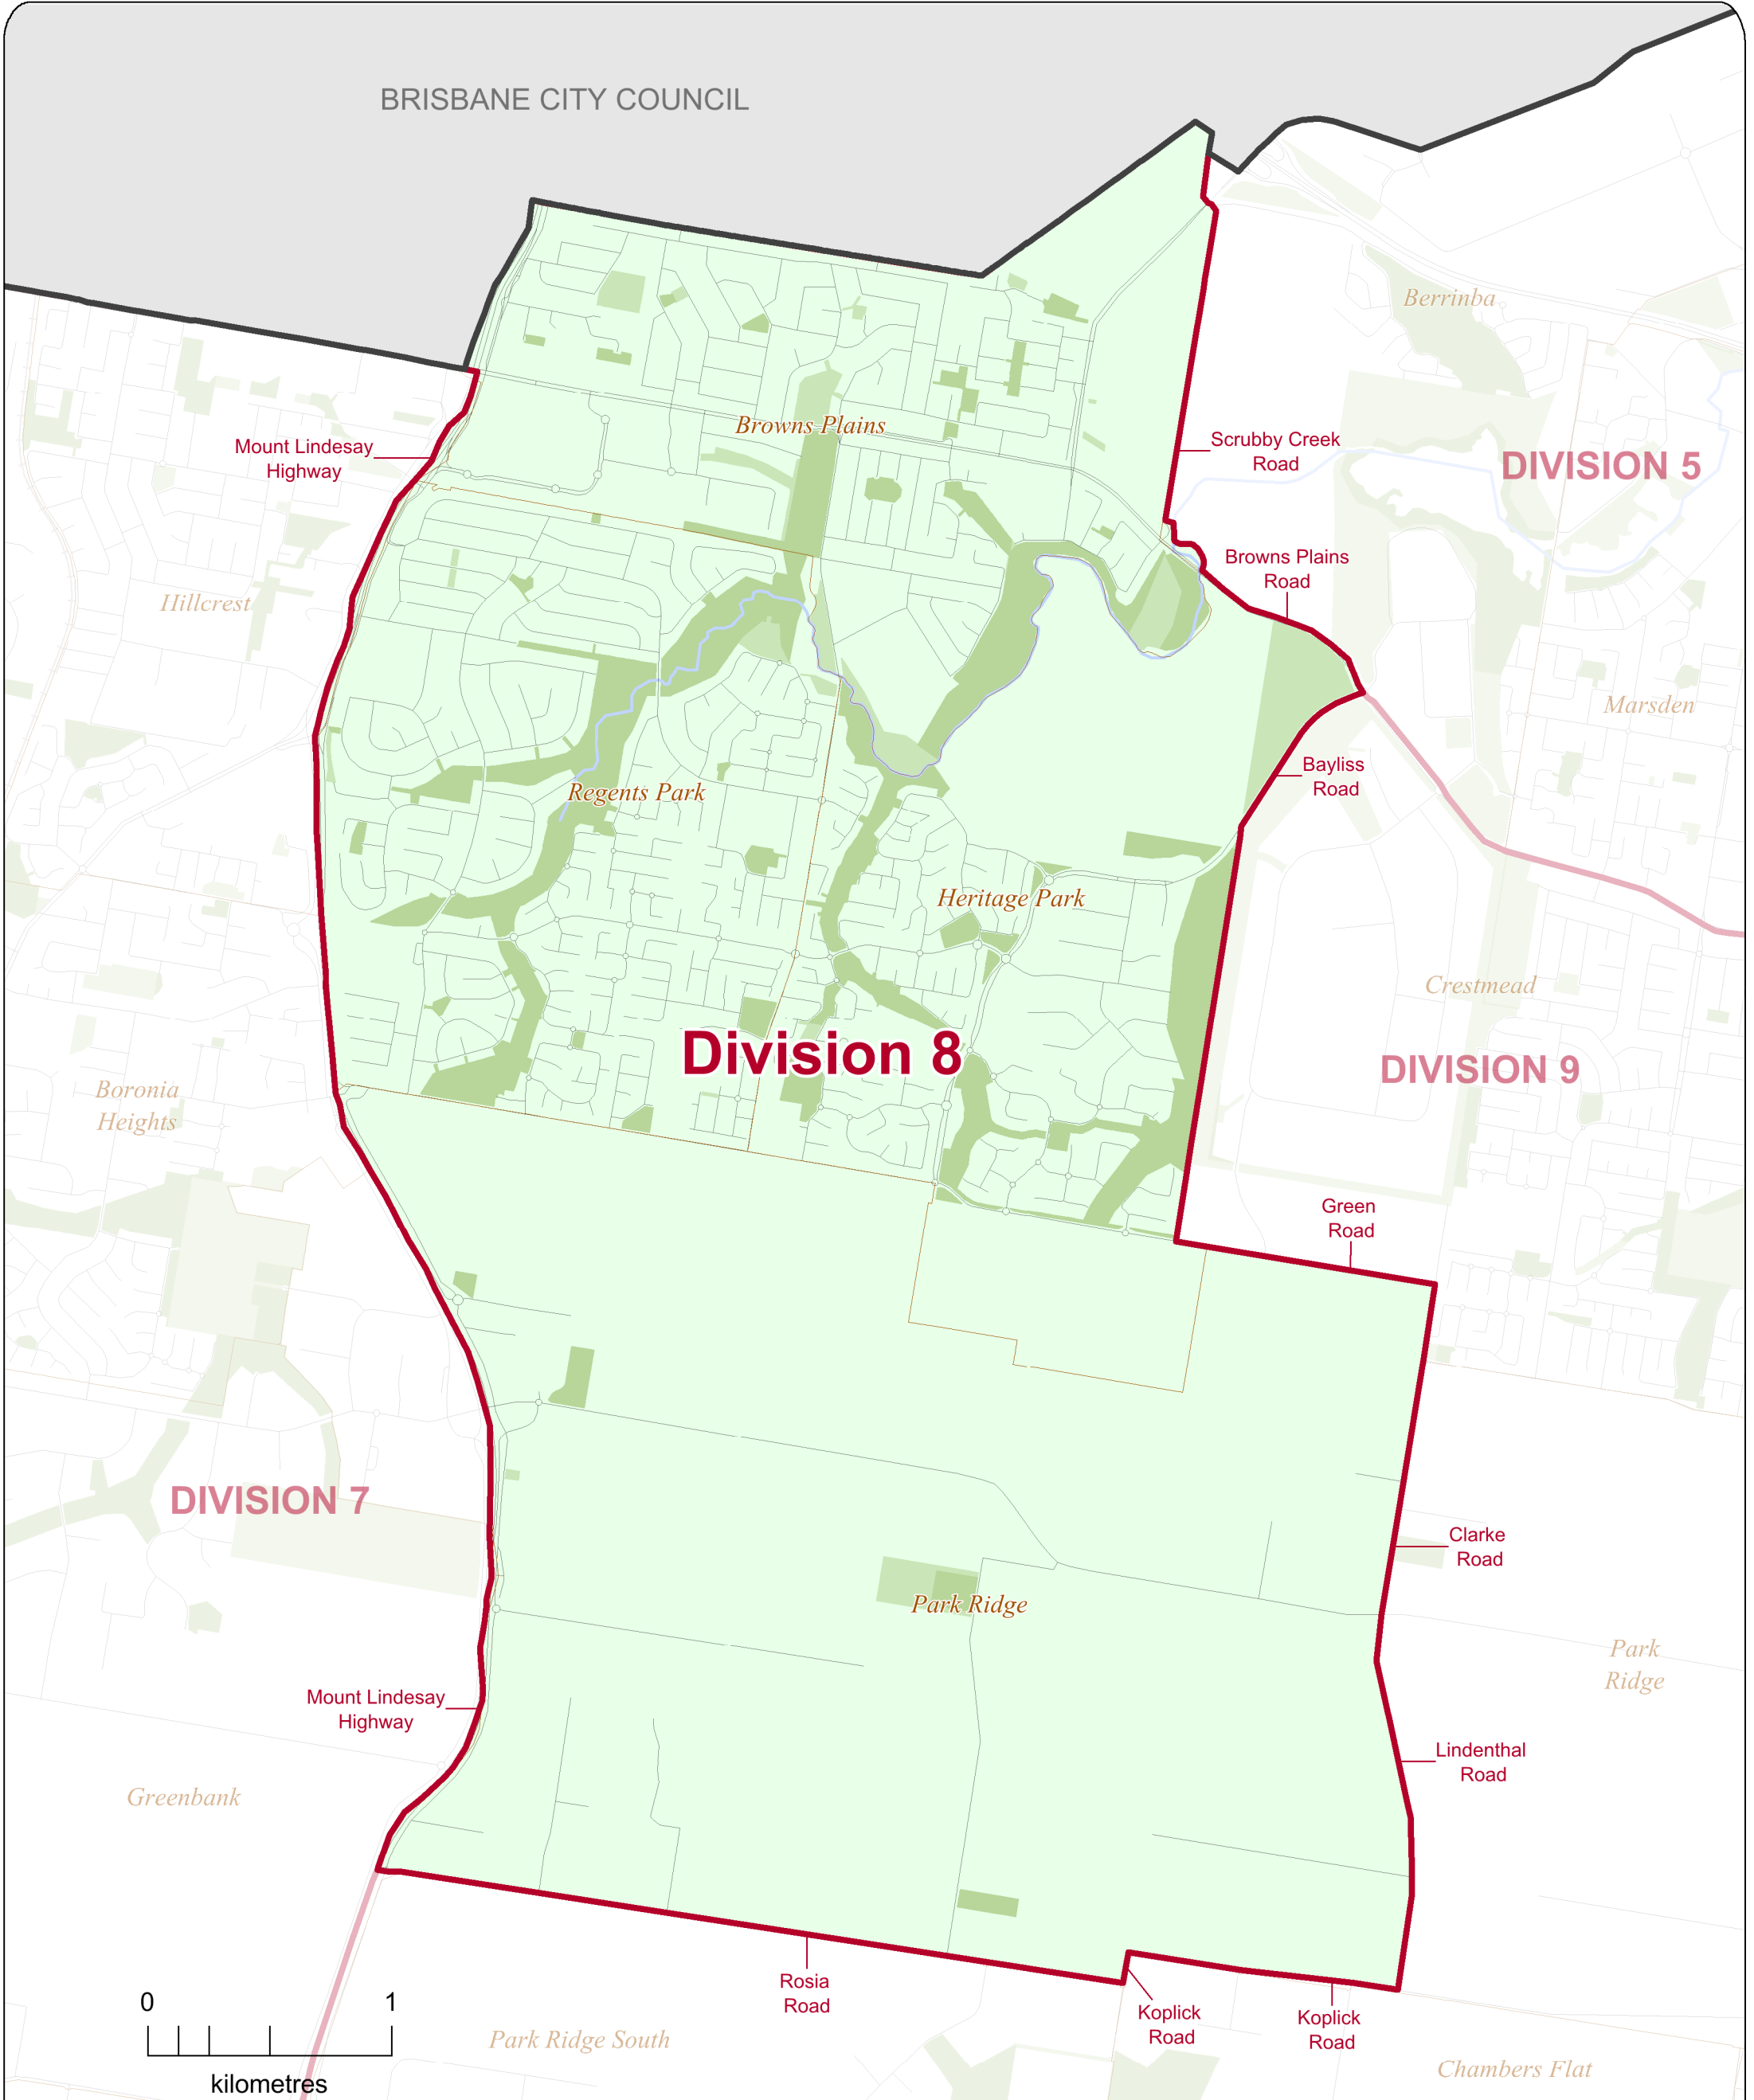 BRISBANE CITY COUNCIL
Berrinba
Browns Plains
Mount Lindesay
Highway
Scrubby Creek
Road
DIVISION 5
Browns Plains
Road
Hillcrest
Marsden
Bayliss
Road
Regents Park
Heritage Park
Crestmead
Division 8
DIVISION 9
Boronia
Heights
Green
Road
DIVISION 7
Clarke
Road
Park Ridge
Park
Ridge
Mount Lindesay
Highway
Lindenthal
Road
Greenbank
Rosia
Road
Koplick
Road
Koplick
Road
0 1
kilometres
Park Ridge South
Chambers Flat